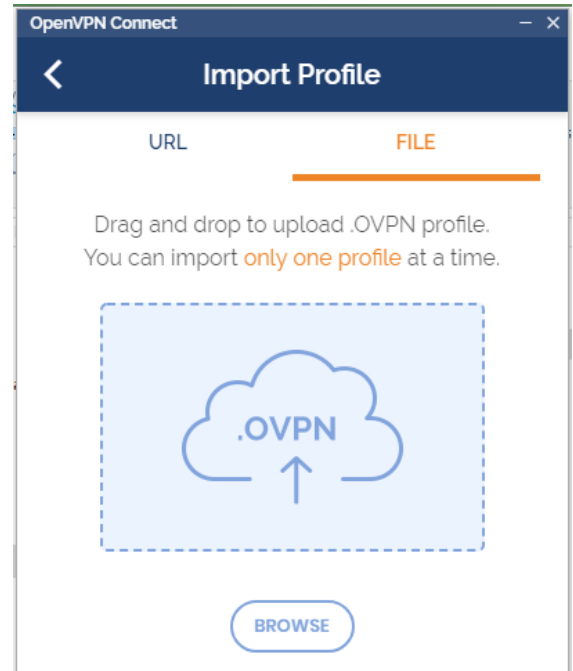 OpenVPN Connect
Import Profile
URL
FILE
Drag and drop to upload .OVPN profile.
You can import only one profile at a time.
.OVPN
BROWSE